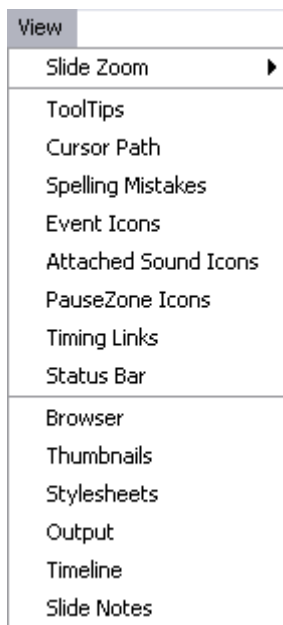 View
Slide Zoom
ToolTips
Cursor Path
Spelling Mistakes
Event Icons
Attached Sound Icons
PauseZone Icons
Timing Links
Status Bar
Browser
Thumbnails
Stylesheets
Output
Timeline
Slide Notes